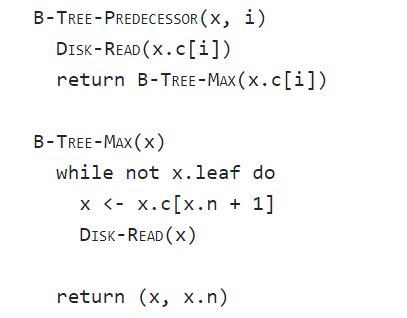 B-Tree-Predecessor(x, i)
Disk-Read(x.c[i])
return B-Tree-Max(x.c[i])
B-Tree-Max(x)
while not x.leaf do
x <- x.c[x.n + 1]
Disk-Read(x)
return (x, x.n)